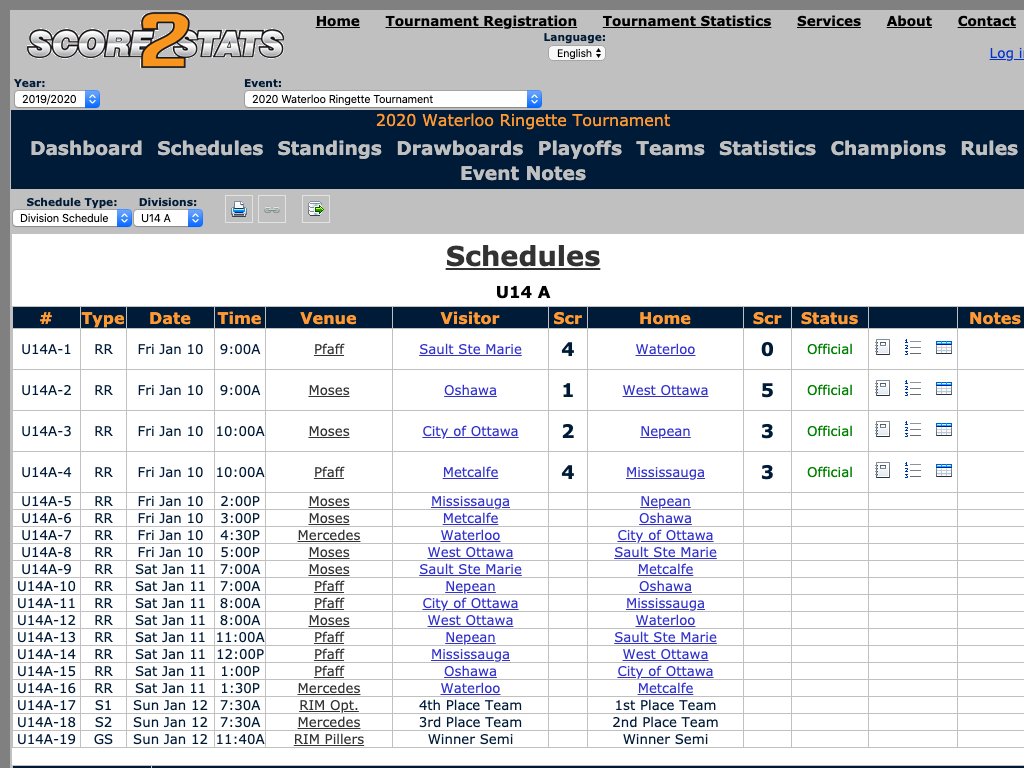 SCORE2STATS
Home Tournament Registration Tournament Statistics Services About Contact
Language:
English
Year: Event:
2019/2020 2020 Waterloo Ringette Tournament
2020 Waterloo Ringette Tournament
Dashboard Schedules Standings Drawboards Playoffs Teams Statistics Champions Rules
Event Notes
Schedule Type: Divisions:
Division Schedule U14 A
Schedules
U14 A
# Type Date Time Venue Visitor Scr Home Scr Status Notes
U14A-1 RR Fri Jan 10 9:00A Pfaff Sault Ste Marie 4 Waterloo 0 Official
U14A-2 RR Fri Jan 10 9:00A Moses Oshawa 1 West Ottawa 5 Official
U14A-3 RR Fri Jan 10 10:00A Moses City of Ottawa 2 Nepean 3 Official
U14A-4 RR Fri Jan 10 10:00A Pfaff Metcalfe 4 Mississauga 3 Official
U14A-5 RR Fri Jan 10 2:00P Moses Mississauga Nepean
U14A-6 RR Fri Jan 10 3:00P Moses Metcalfe Oshawa
U14A-7 RR Fri Jan 10 4:30P Mercedes Waterloo City of Ottawa
U14A-8 RR Fri Jan 10 5:00P Moses West Ottawa Sault Ste Marie
U14A-9 RR Sat Jan 11 7:00A Moses Sault Ste Marie Metcalfe
U14A-10 RR Sat Jan 11 7:00A Pfaff Nepean Oshawa
U14A-11 RR Sat Jan 11 8:00A Pfaff City of Ottawa Mississauga
U14A-12 RR Sat Jan 11 8:00A Moses West Ottawa Waterloo
U14A-13 RR Sat Jan 11 11:00A Pfaff Nepean Sault Ste Marie
U14A-14 RR Sat Jan 11 12:00P Pfaff Mississauga West Ottawa
U14A-15 RR Sat Jan 11 1:00P Pfaff Oshawa City of Ottawa
U14A-16 RR Sat Jan 11 1:30P Mercedes Waterloo Metcalfe
U14A-17 S1 Sun Jan 12 7:30A RIM Opt. 4th Place Team 1st Place Team
U14A-18 S2 Sun Jan 12 7:30A Mercedes 3rd Place Team 2nd Place Team
U14A-19 GS Sun Jan 12 11:40A RIM Pillers Winner Semi Winner Semi